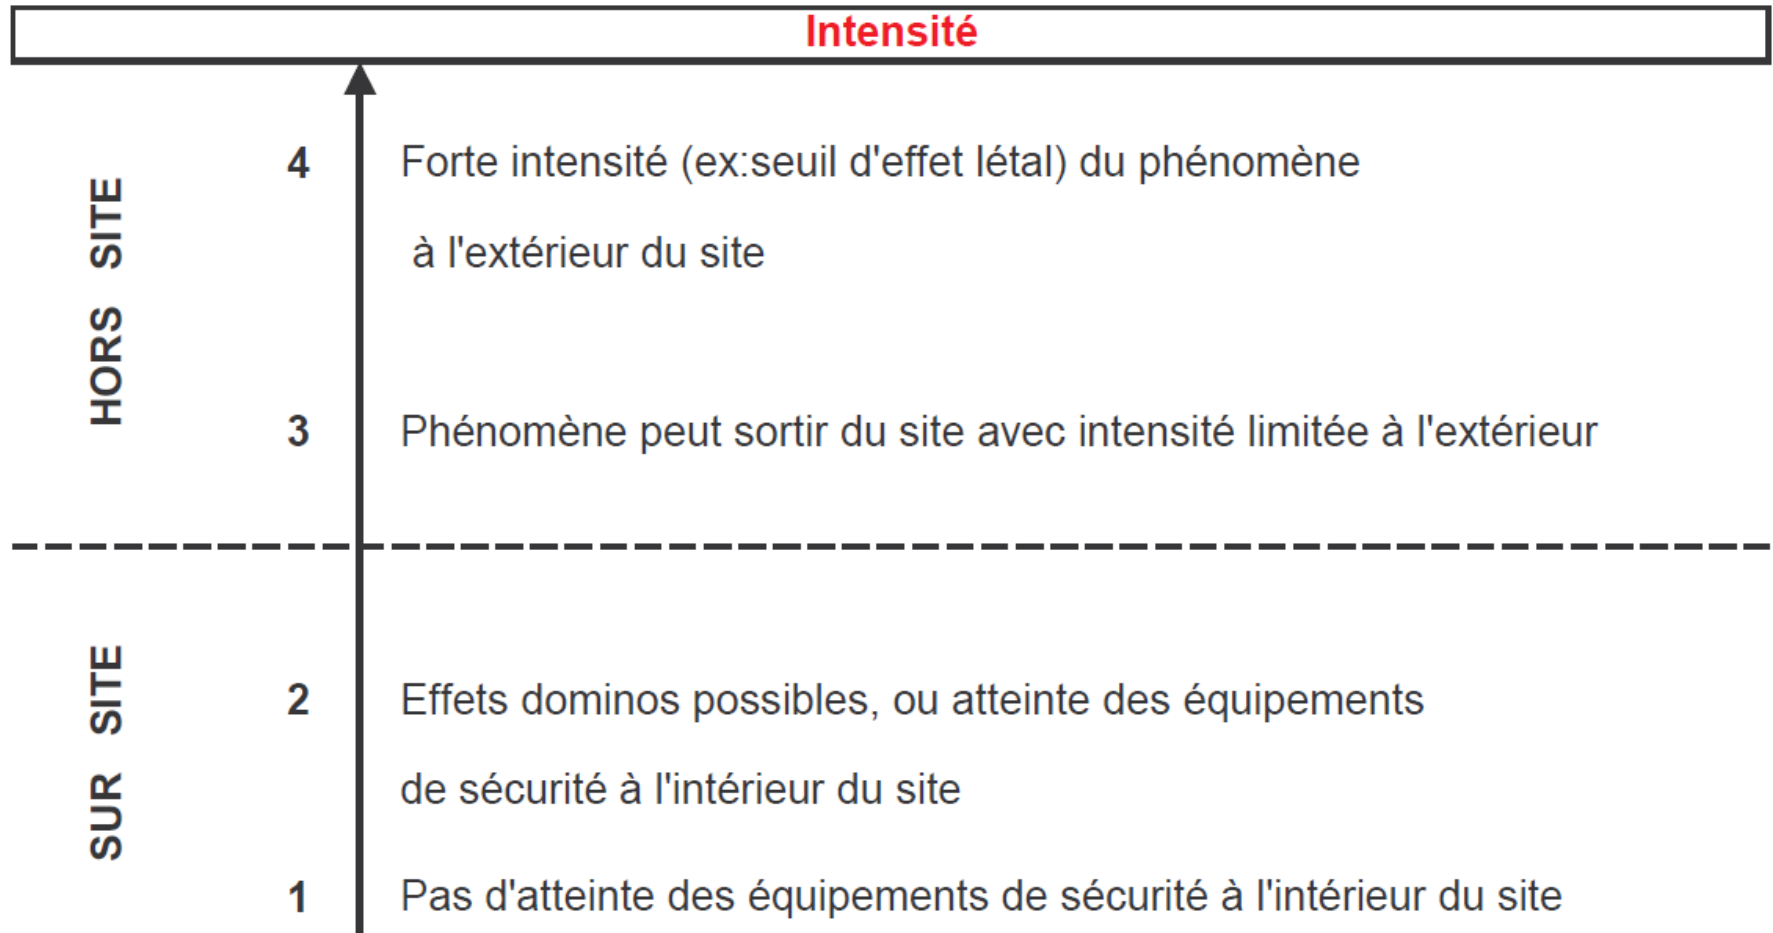 Intensité
HORS SITE
4 Forte intensité (ex:seuil d'effet létal) du phénomène
à l'extérieur du site
3 Phénomène peut sortir du site avec intensité limitée à l'extérieur
SUR SITE
2 Effets dominos possibles, ou atteinte des équipements
de sécurité à l'intérieur du site
1 Pas d'atteinte des équipements de sécurité à l'intérieur du site